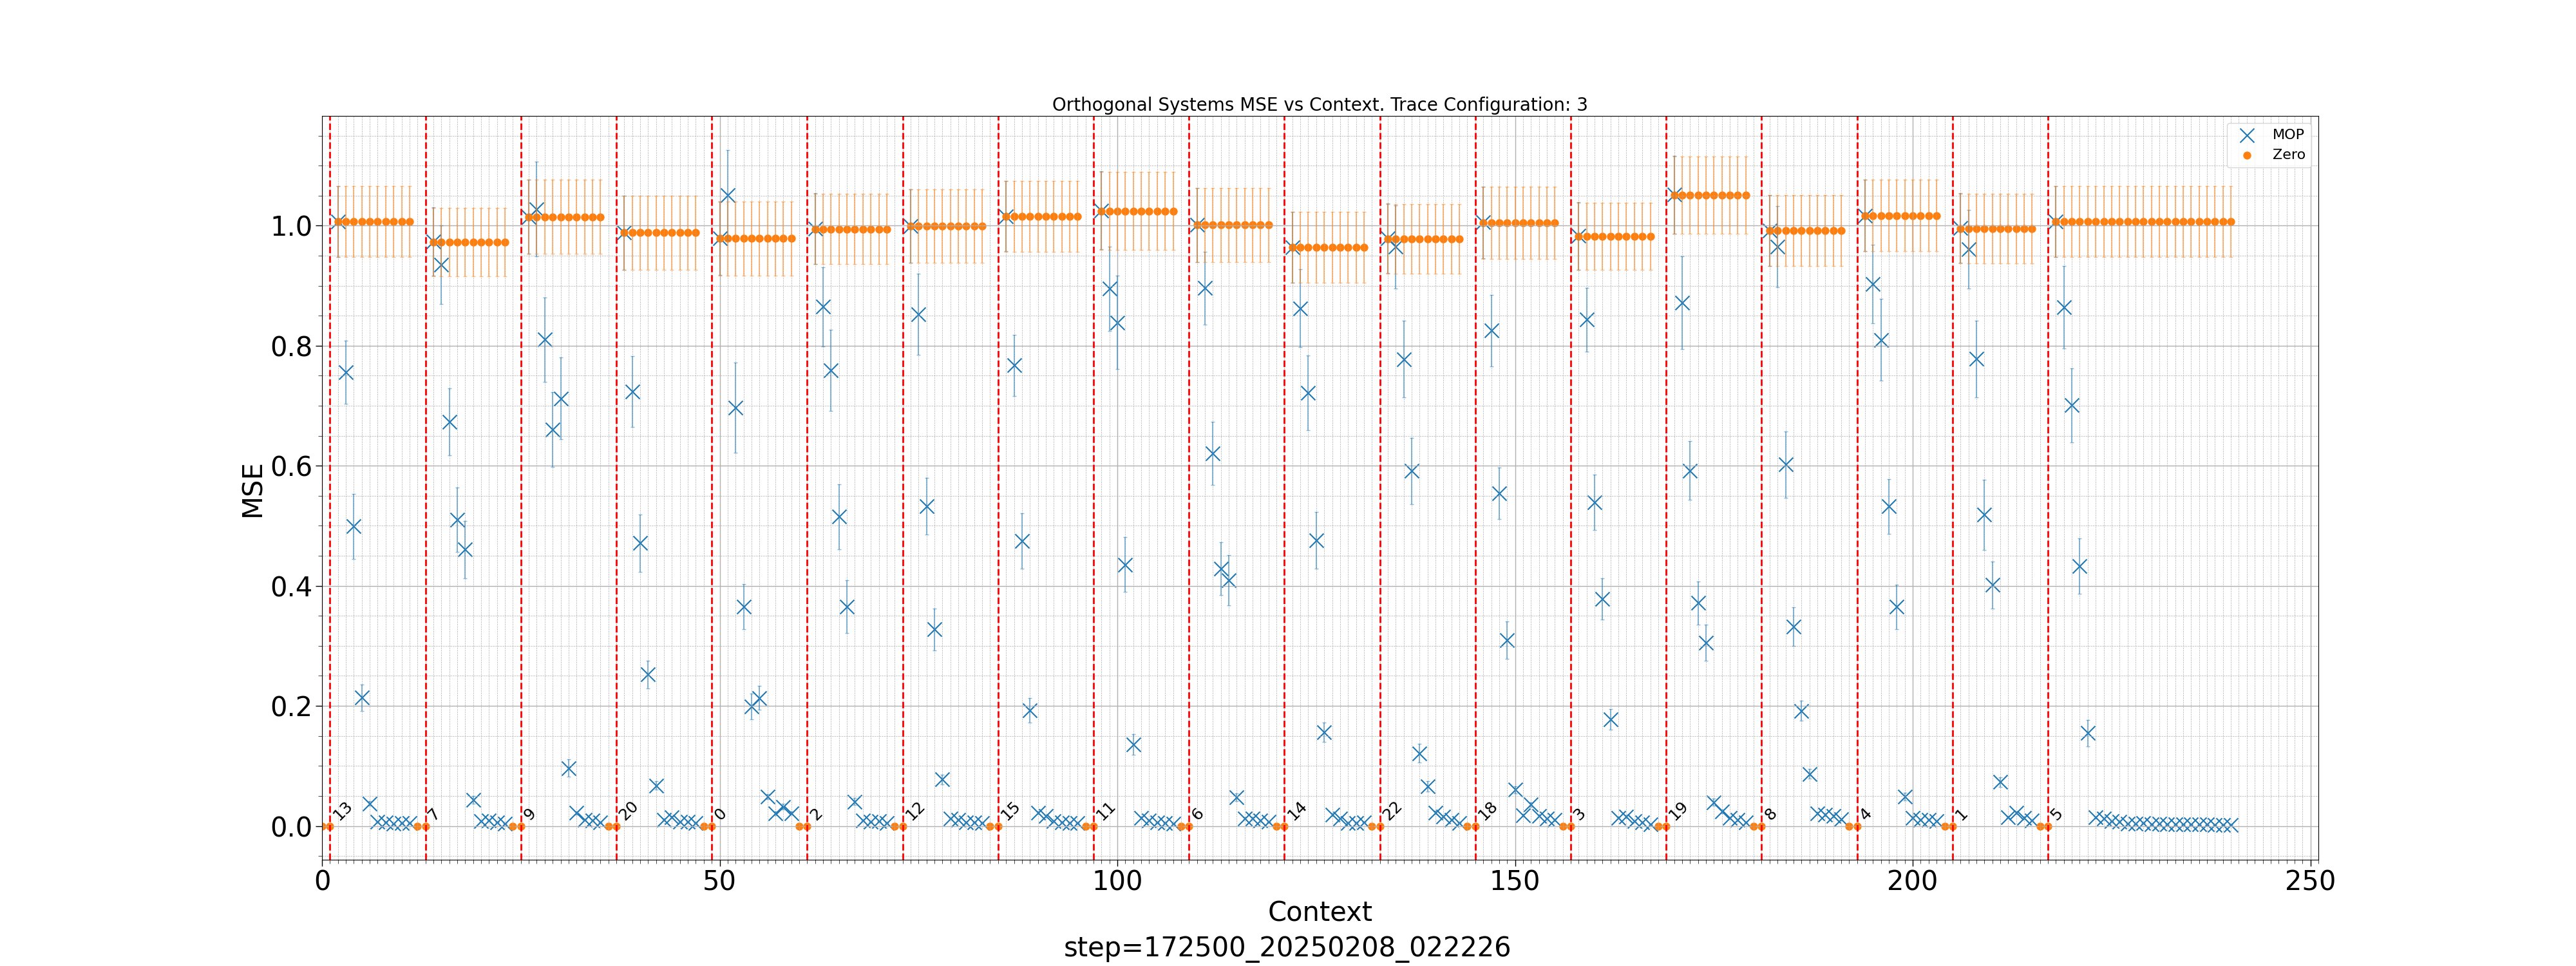 Orthogonal Systems MSE vs Context. Trace Configuration: 3
MOP
Zero
MSE
1.0
0.8
0.6
0.4
0.2
0.0
13 7 9 20 0 2 12 15 11 6 14 22 18 3 19 8 4 1 5
0 50 100 150 200 250
Context
step=172500_20250208_022226